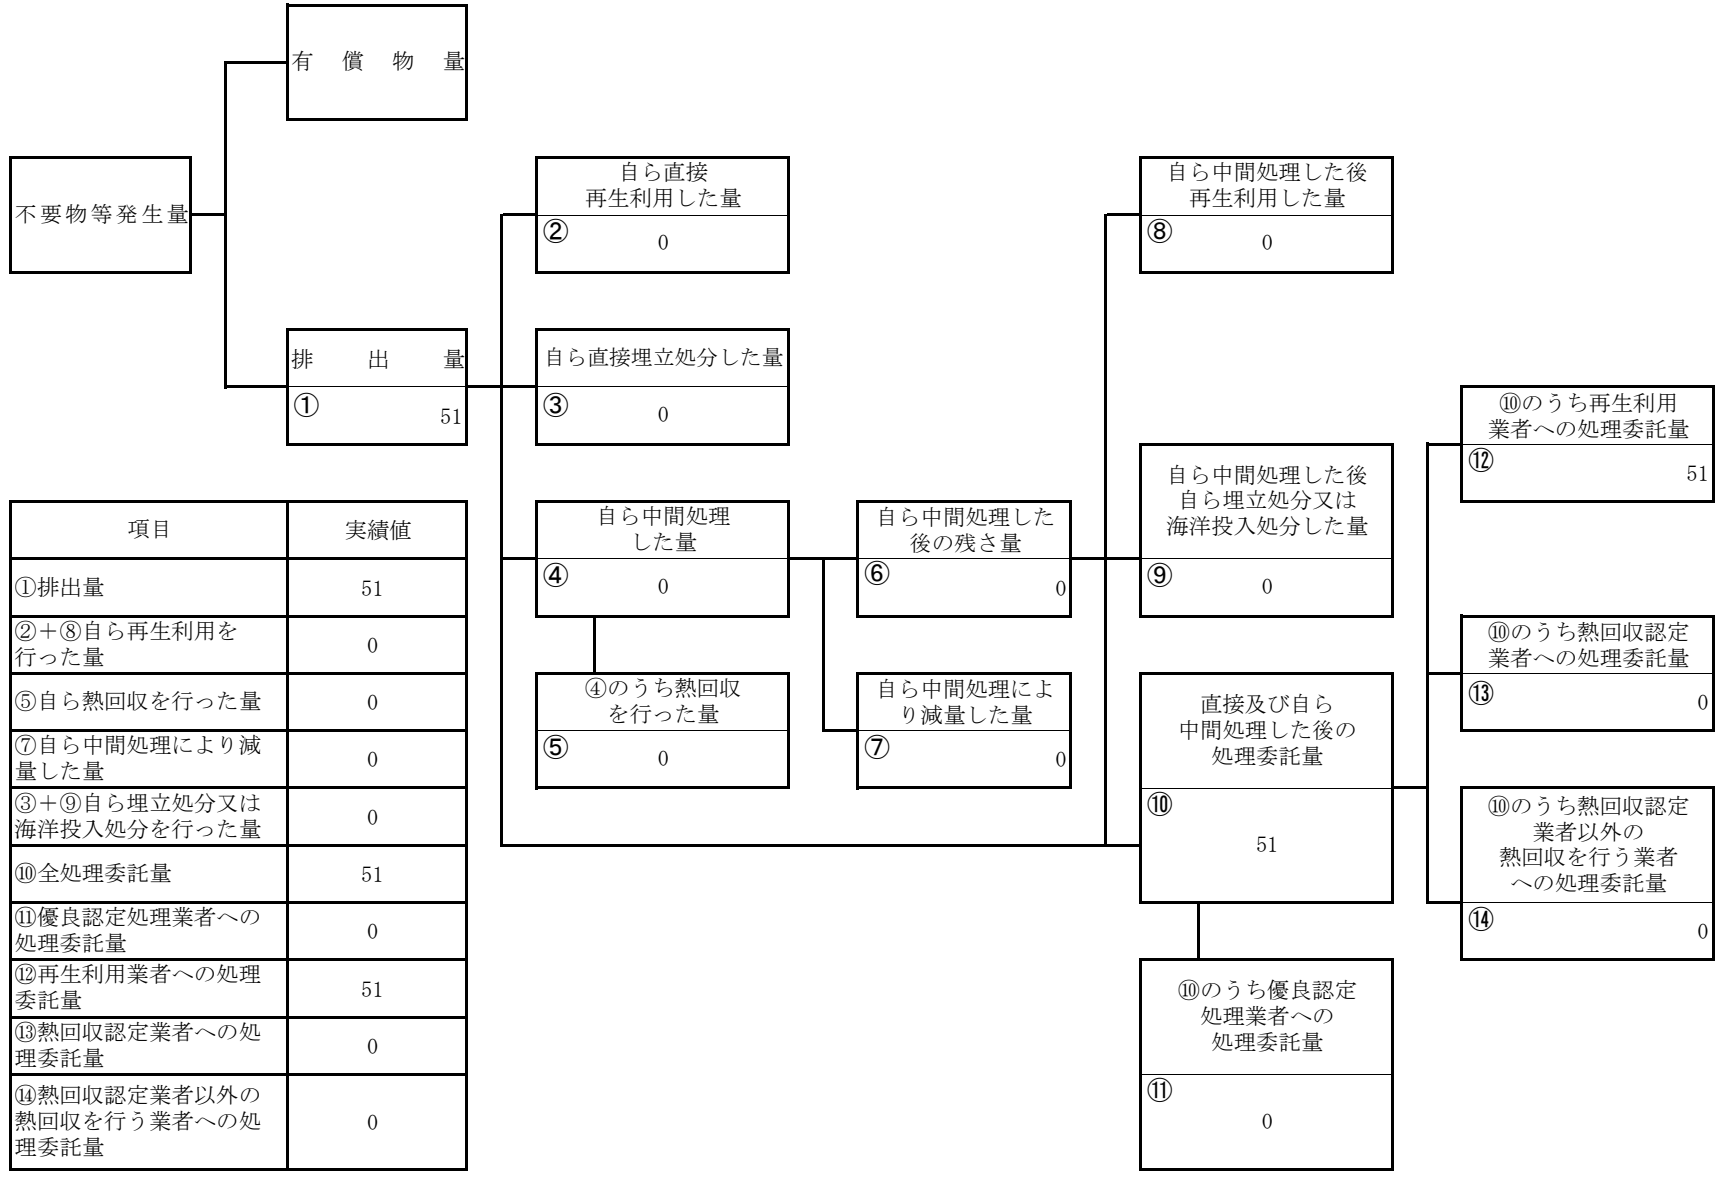 有償物量
不要物等発生量
自ら直接
再生利用した量
②
0
自ら中間処理した後
再生利用した量
⑧
0
排出量
①
51
自ら直接埋立処分した量
③
0
⑩のうち再生利用
業者への処理委託量
⑫
51
自ら中間処理
した量
④
0
自ら中間処理した
後の残さ量
⑥
0
自ら中間処理した後
自ら埋立処分又は
海洋投入処分した量
⑨
0
⑩のうち熱回収認定
業者への処理委託量
⑬
0
④のうち熱回収
を行った量
⑤
0
自ら中間処理によ
り減量した量
⑦
0
直接及び自ら
中間処理した後の
処理委託量
⑩
51
⑩のうち熱回収認定
業者以外の
熱回収を行う業者
への処理委託量
⑭
0
⑩のうち優良認定
処理業者への
処理委託量
⑪
0
項目 実績値
①排出量 51
②＋⑧自ら再生利用を
行った量 0
⑤自ら熱回収を行った量 0
⑦自ら中間処理により減
量した量 0
③＋⑨自ら埋立処分又は
海洋投入処分を行った量 0
⑩全処理委託量 51
⑪優良認定処理業者への
処理委託量 0
⑫再生利用業者への処理
委託量 51
⑬熱回収認定業者への処
理委託量 0
⑭熱回収認定業者以外の
熱回収を行う業者への処
理委託量 0